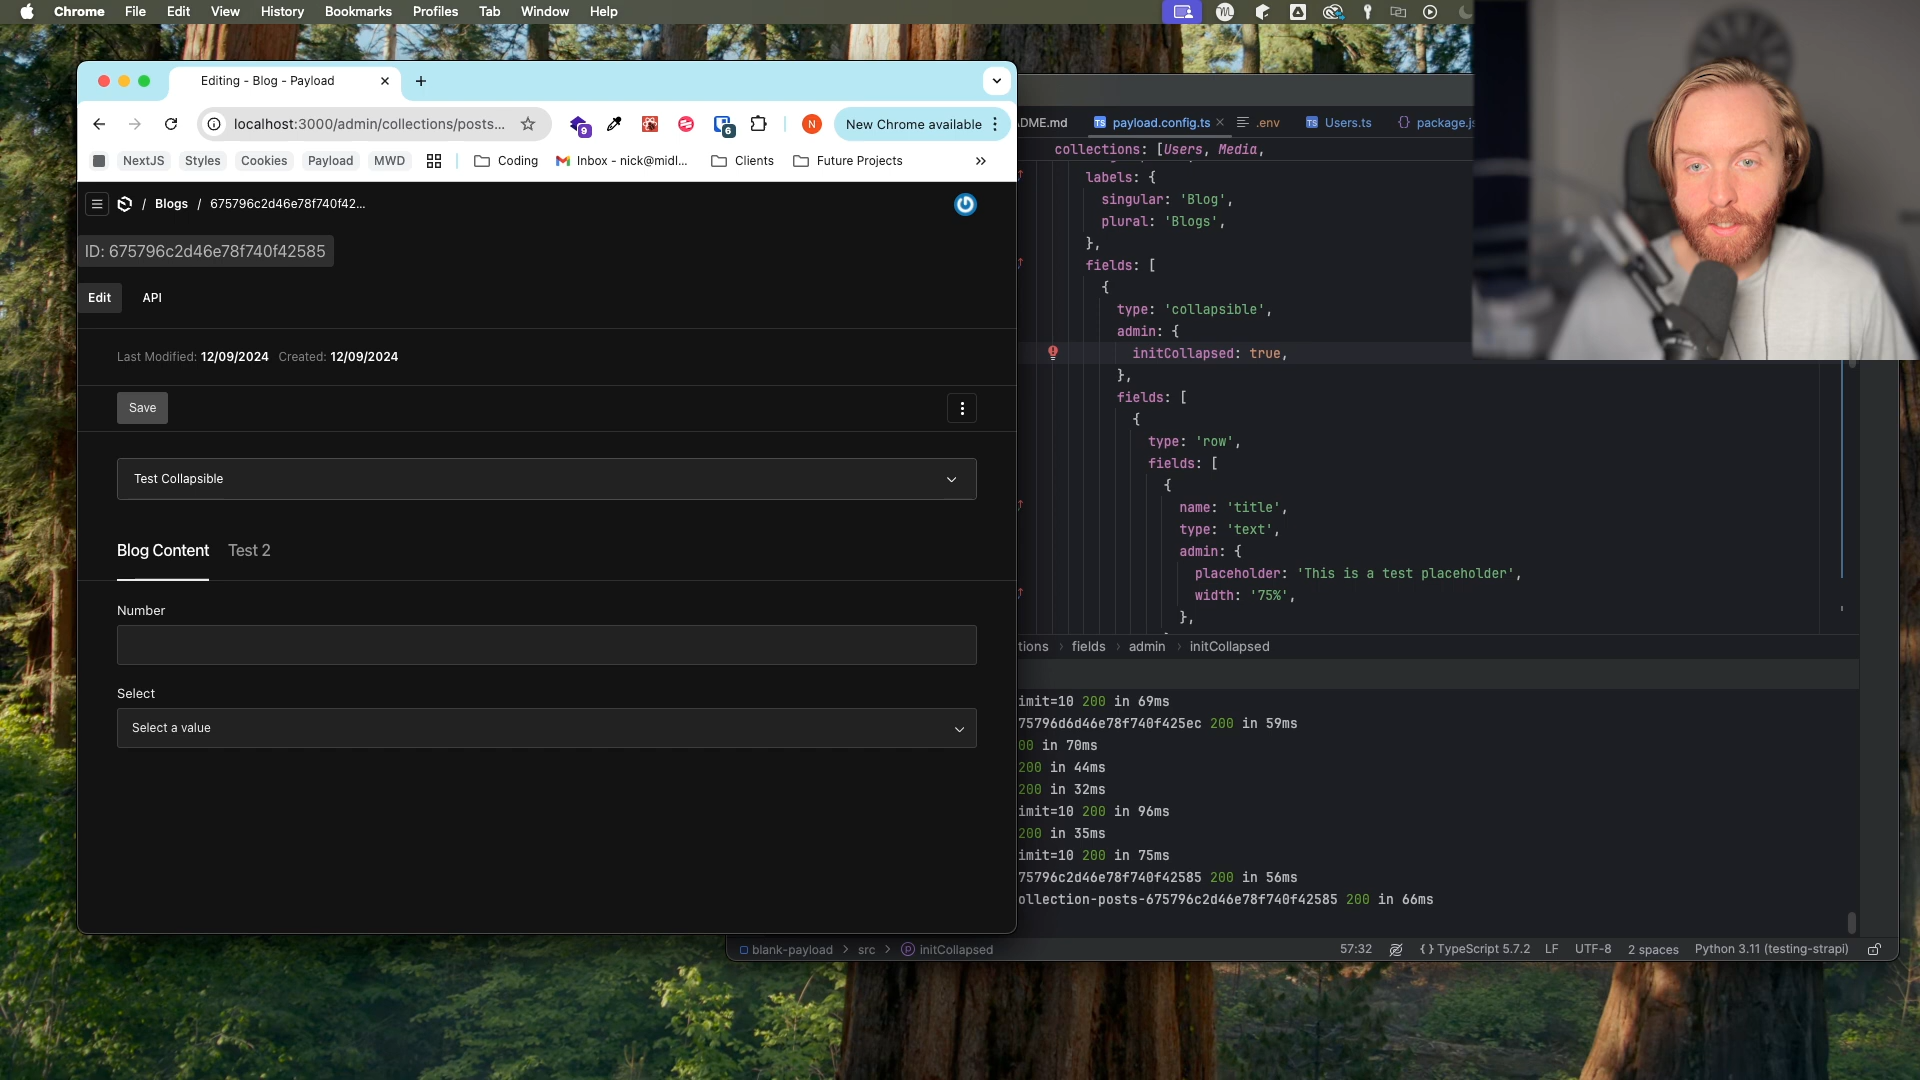 Chrome File Edit View History Bookmarks Profiles Tab Window Help
Editing - Blog - Payload
localhost:3000/admin/collections/posts...
9
6
N
New Chrome available
NextJS Styles Cookies Payload MWD Coding Inbox - nick@midl... Clients Future Projects
/ Blogs / 675796c2d46e78f740f42...
ID: 675796c2d46e78f740f42585
Edit API
Last Modified: 12/09/2024 Created: 12/09/2024
Save
Test Collapsible
Blog Content Test 2
Number
Select
Select a value
DME.md payload.config.ts .env Users.ts package.js
collections: [Users, Media,
labels: {
singular: 'Blog',
plural: 'Blogs',
},
fields: [
{
type: 'collapsible',
admin: {
initCollapsed: true,
},
fields: [
{
type: 'row',
fields: [
{
name: 'title',
type: 'text',
admin: {
placeholder: 'This is a test placeholder',
width: '75%',
},
tions › fields › admin › initCollapsed
imit=10 200 in 69ms
75796d6d46e78f740f425ec 200 in 59ms
00 in 70ms
200 in 44ms
200 in 32ms
imit=10 200 in 96ms
200 in 35ms
imit=10 200 in 75ms
75796c2d46e78f740f42585 200 in 56ms
ollection-posts-675796c2d46e78f740f42585 200 in 66ms
blank-payload › src › initCollapsed
57:32 {} TypeScript 5.7.2 LF UTF-8 2 spaces Python 3.11 (testing-strapi)